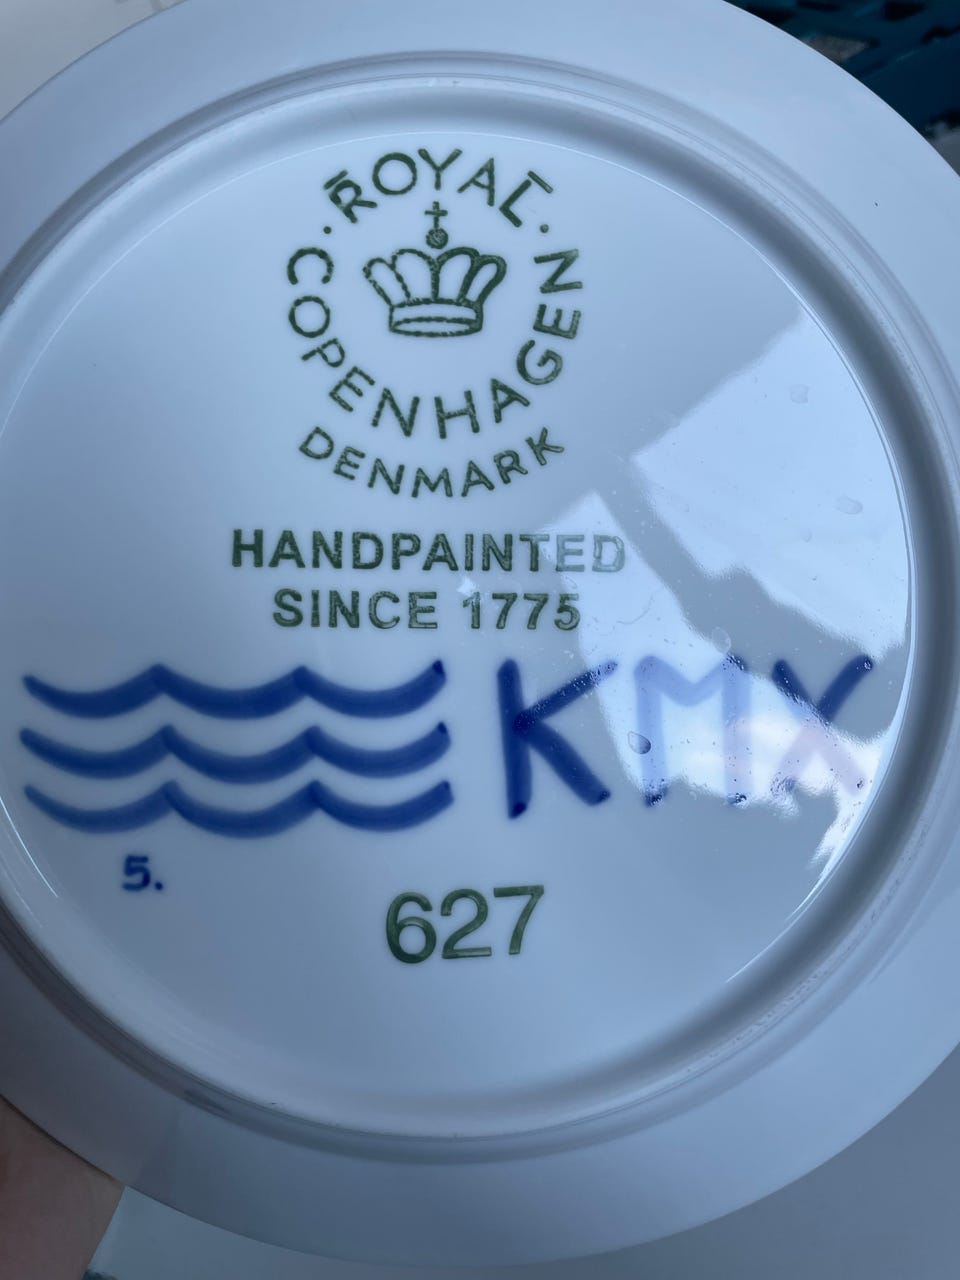 ROYAL
COPENHAGEN
DENMARK
HANDPAINTED
SINCE 1775
KMX
5.
627